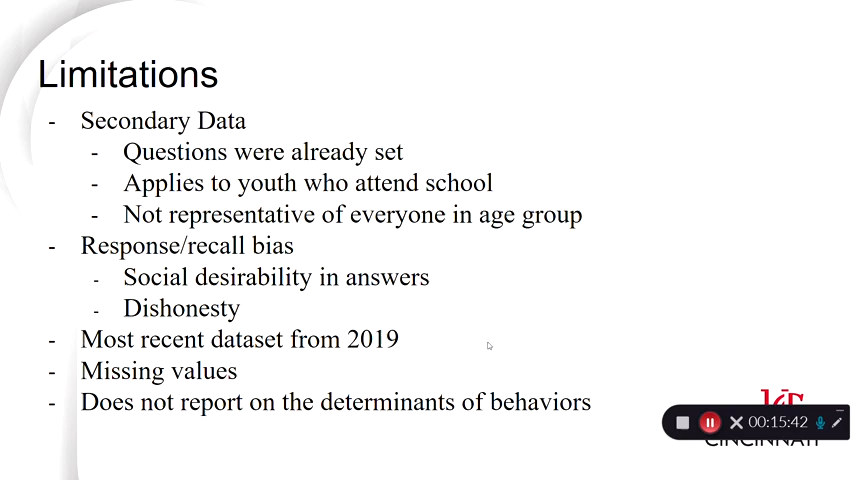 Limitations
- Secondary Data
- Questions were already set
- Applies to youth who attend school
- Not representative of everyone in age group
- Response/recall bias
- Social desirability in answers
- Dishonesty
- Most recent dataset from 2019
- Missing values
- Does not report on the determinants of behaviors
00:15:42